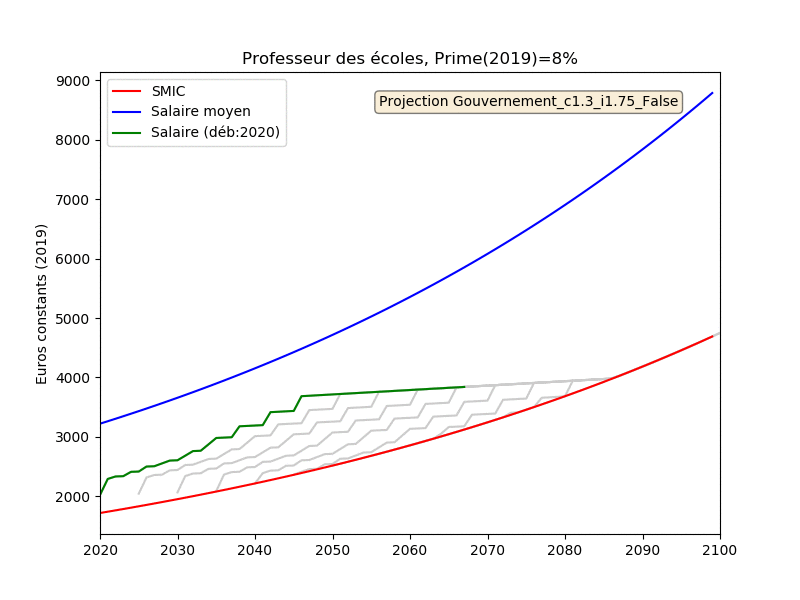 Professeur des écoles, Prime(2019)=8%
SMIC
Salaire moyen
Salaire (déb:2020)
Projection Gouvernement_c1.3_i1.75_False
Euros constants (2019)
9000
8000
7000
6000
5000
4000
3000
2000
2020 2030 2040 2050 2060 2070 2080 2090 2100